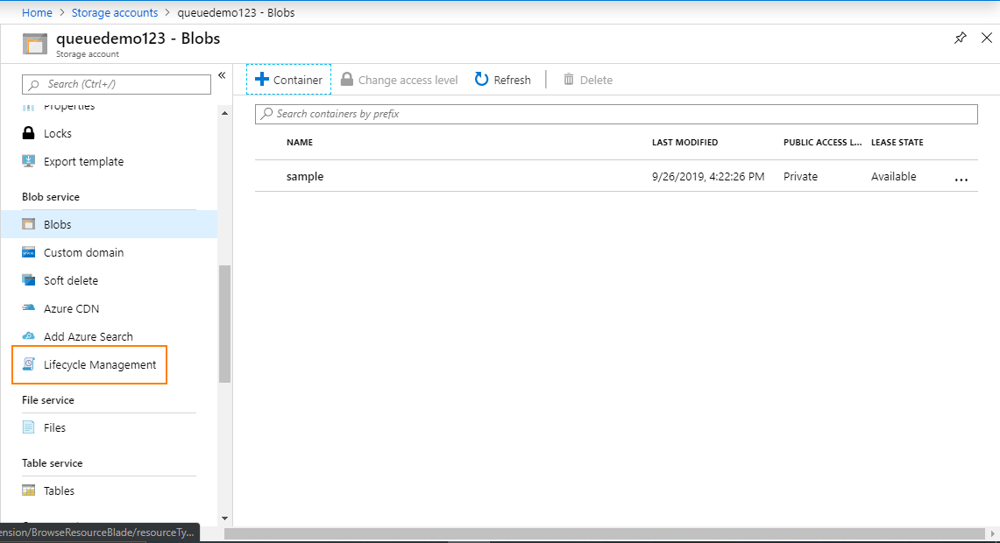 Home > Storage accounts > queuedemo123 - Blobs
queuedemo123 - Blobs
Storage account
Search (Ctrl+/)
Properties
Locks
Export template
Blob service
Blobs
Custom domain
Soft delete
Azure CDN
Add Azure Search
Lifecycle Management
File service
Files
Table service
Tables
ension/BrowseResourceBlade/resourceTy...
Container Change access level Refresh Delete
Search containers by prefix
NAME LAST MODIFIED PUBLIC ACCESS L... LEASE STATE
sample 9/26/2019, 4:22:26 PM Private Available ...